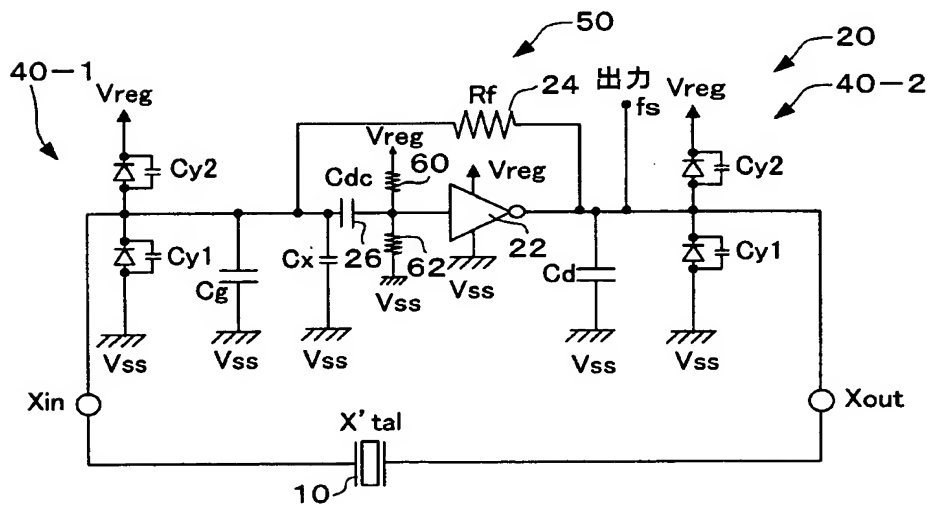 50
20
40-1
40-2
Vreg
Rf
24
出力
fs
Vreg
Cy2
Vreg
60
Vreg
Cy2
Cdc
Cy1
Cg
Cx
26
62
22
Cd
Cy1
Vss
Vss
Vss
Vss
Vss
Vss
Vss
Xin
Xout
X'tal
10